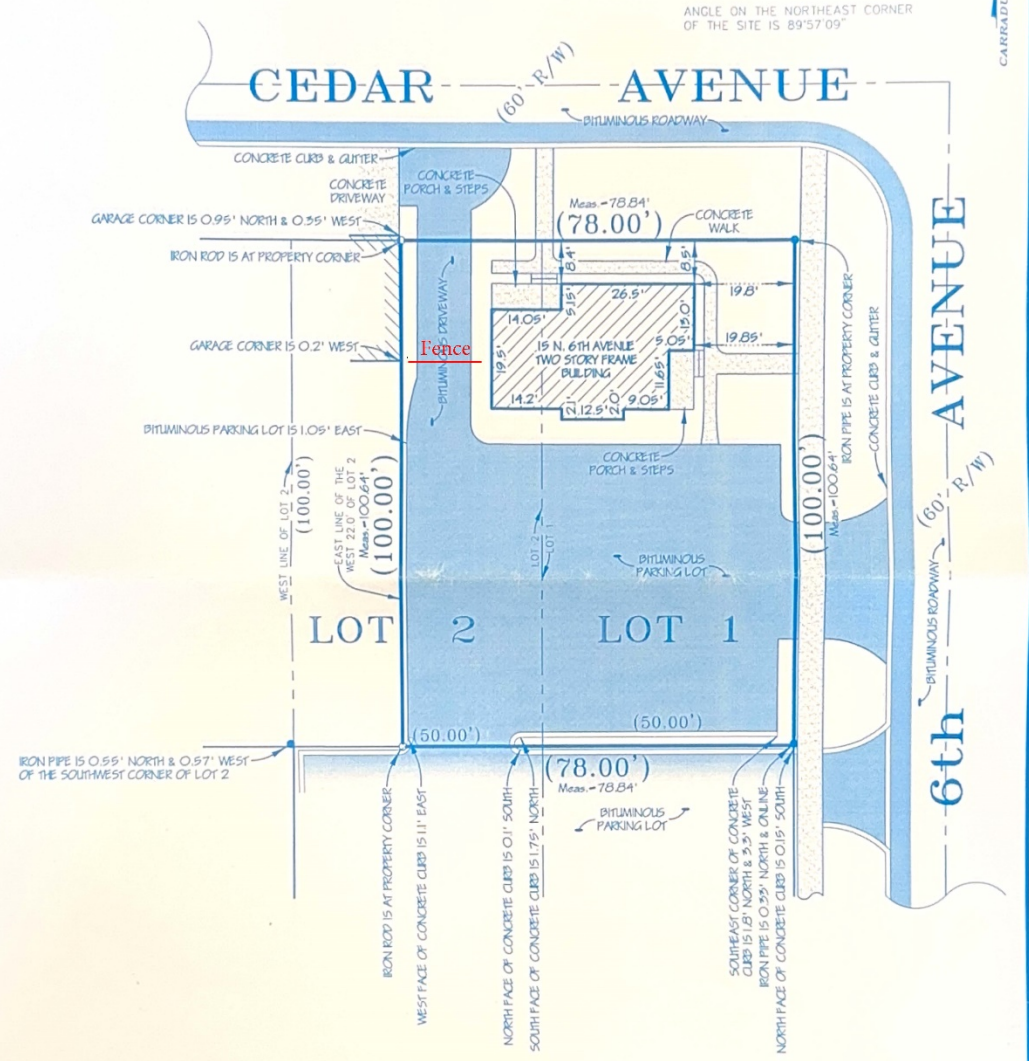 ANGLE ON THE NORTHEAST CORNER
OF THE SITE IS 89°57'09"
CARRADU
CEDAR AVENUE
(60' R/W)
BITUMINOUS ROADWAY
CONCRETE CURB & GUTTER
CONCRETE
DRIVEWAY
CONCRETE
PORCH & STEPS
GARAGE CORNER IS 0.95' NORTH & 0.35' WEST
Meas.=78.84'
(78.00')
CONCRETE
WALK
IRON ROD IS AT PROPERTY CORNER
8.4'
8.5'
26.5'
19.8'
5.15'
14.05'
13.0'
GARAGE CORNER IS 0.2' WEST
Fence
BITUMINOUS DRIVEWAY
15 N. 6TH AVENUE
TWO STORY FRAME
BUILDING
5.05'
19.85'
19.5'
11.65'
14.2'
2.1'
12.5'
2.0'
9.05'
IRON PIPE IS AT PROPERTY CORNER
CONCRETE CURB & GUTTER
6th AVENUE
(60' R/W)
BITUMINOUS PARKING LOT IS 1.05' EAST
CONCRETE
PORCH & STEPS
WEST LINE OF LOT 2
(100.00')
EAST LINE OF THE
WEST 22.0' OF LOT 2
Meas.=100.64'
(100.00')
LOT 2
LOT 1
BITUMINOUS
PARKING LOT
(100.00')
Meas.=100.64'
BITUMINOUS ROADWAY
LOT 2 LOT 1
(50.00') (50.00')
IRON PIPE IS 0.55' NORTH & 0.57' WEST
OF THE SOUTHWEST CORNER OF LOT 2
(78.00')
Meas.=78.84'
BITUMINOUS
PARKING LOT
IRON ROD IS AT PROPERTY CORNER
WEST FACE OF CONCRETE CURB IS 1.1' EAST
NORTH FACE OF CONCRETE CURB IS 0.1' SOUTH
SOUTH FACE OF CONCRETE CURB IS 1.75' NORTH
SOUTHEAST CORNER OF CONCRETE
CURB IS 1.8' NORTH & 3.3' WEST
IRON PIPE IS 0.35' NORTH & ONLINE
NORTH FACE OF CONCRETE CURB IS 0.15' SOUTH